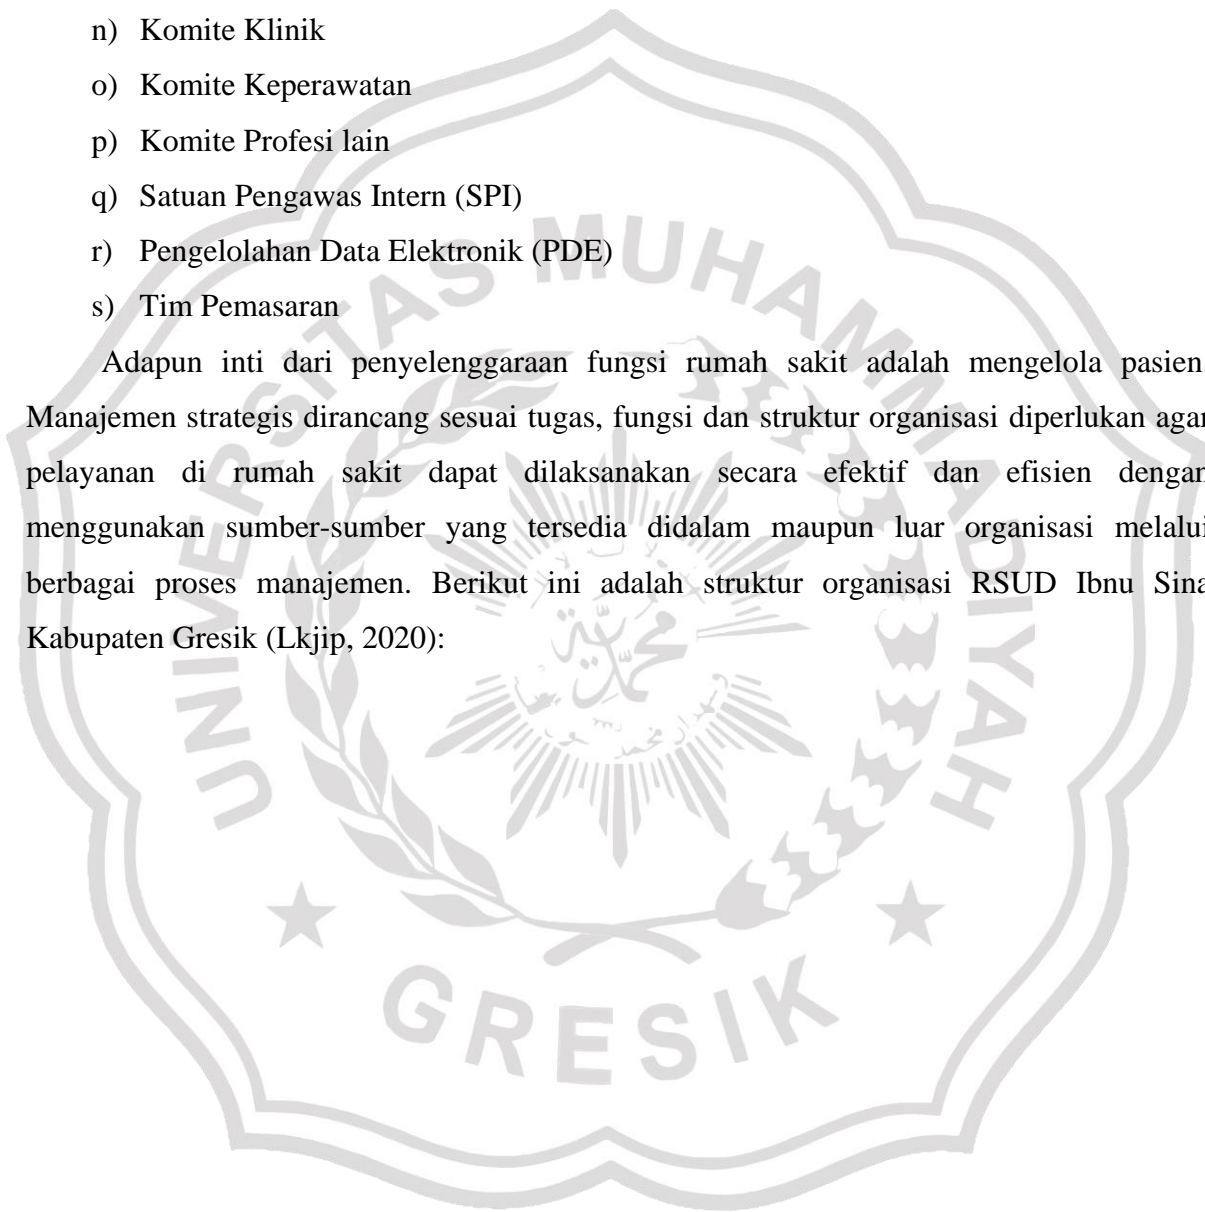 n) Komite Klinik
o) Komite Keperawatan
p) Komite Profesi lain
q) Satuan Pengawas Intern (SPI)
r) Pengelolahan Data Elektronik (PDE)
s) Tim Pemasaran
Adapun inti dari penyelenggaraan fungsi rumah sakit adalah mengelola pasien.
Manajemen strategis dirancang sesuai tugas, fungsi dan struktur organisasi diperlukan agar
pelayanan di rumah sakit dapat dilaksanakan secara efektif dan efisien dengan
menggunakan sumber-sumber yang tersedia didalam maupun luar organisasi melalui
berbagai proses manajemen. Berikut ini adalah struktur organisasi RSUD Ibnu Sina
Kabupaten Gresik (Lkjip, 2020):
UNIVERSITAS MUHAMMADIYAH
GRESIK